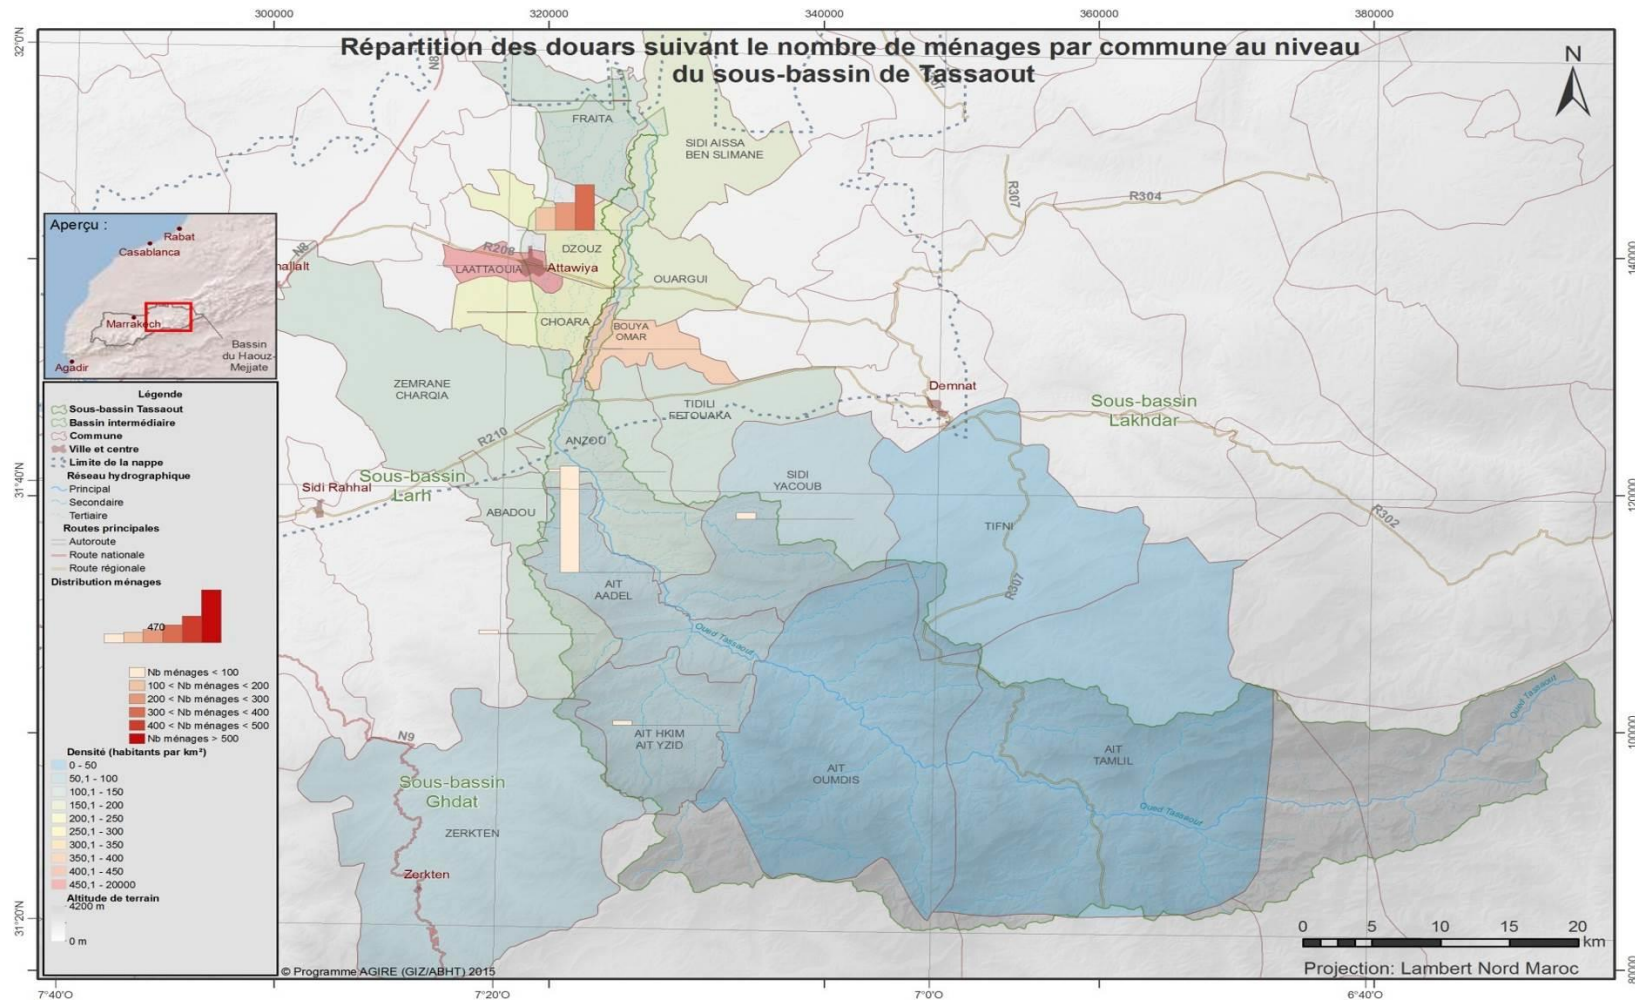 300000
320000
340000
360000
380000
Répartition des douars suivant le nombre de ménages par commune au niveau
du sous-bassin de Tassaout
N
32°0'N
31°40'N
31°20'N
N8
FRAITA
SIDI AISSA
BEN SLIMANE
R307
R304
140000
120000
100000
80000
Aperçu :
Rabat
Casablanca
Marrakech
Agadir
Bassin
du Haouz-
Mejjate
N8
R208
DZOUZ
LAATTAOUIA
Attawiya
OUARGUI
CHOARA
BOUYA
OMAR
ZEMRANE
CHARQIA
TIDILI
FETOUAKA
Demnat
Sous-bassin
Lakhdar
R210
ANZOU
Sous-bassin
Larh
Sidi Rahhal
SIDI
YACOUB
ABADOU
TIFNI
R302
R307
AIT
AADEL
Oued Tassaout
AIT HKIM
AIT YZID
AIT
OUMDIS
AIT
TAMLIL
Oued Tassaout
Oued Tassaout
N9
Sous-bassin
Ghdat
ZERKTEN
Zerkten
Légende
Sous-bassin Tassaout
Bassin intermédiaire
Commune
Ville et centre
Limite de la nappe
Réseau hydrographique
Principal
Secondaire
Tertiaire
Routes principales
Autoroute
Route nationale
Route régionale
Distribution ménages
470
Nb ménages < 100
100 < Nb ménages < 200
200 < Nb ménages < 300
300 < Nb ménages < 400
400 < Nb ménages < 500
Nb ménages > 500
Densité (habitants par km²)
0 - 50
50,1 - 100
100,1 - 150
150,1 - 200
200,1 - 250
250,1 - 300
300,1 - 350
350,1 - 400
400,1 - 450
450,1 - 20000
Altitude de terrain
4200 m
0 m
© Programme AGIRE (GIZ/ABHT) 2015
0 5 10 15 20
km
Projection: Lambert Nord Maroc
7°40'O
7°20'O
7°0'O
6°40'O